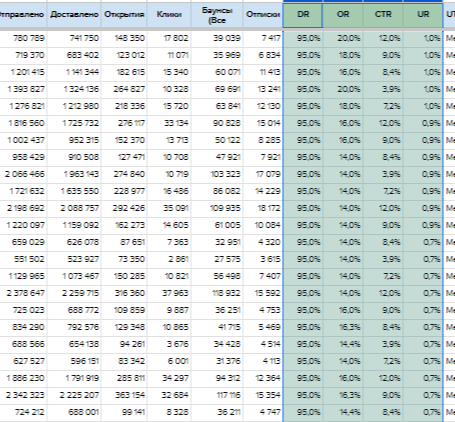 тправлено Доставлено Открытия Клики Баунсы (Все Отписки DR OR CTR UR UT
780 789 741 750 148 350 17 802 39 039 7 417 95,0% 20,0% 12,0% 1,0% Ме
719 370 683 402 123 012 11 071 35 969 6 834 95,0% 18,0% 9,0% 1,0% Ме
1 201 415 1 141 344 182 615 15 340 60 071 11 413 95,0% 16,0% 8,4% 1,0% Ме
1 393 827 1 324 136 264 827 10 328 69 691 13 241 95,0% 20,0% 3,9% 1,0% Ме
1 276 821 1 212 980 218 336 15 720 63 841 12 130 95,0% 18,0% 7,2% 1,0% Ме
1 816 560 1 725 732 276 117 33 134 90 828 15 014 95,0% 16,0% 12,0% 0,9% Ме
1 002 437 952 315 152 370 13 713 50 122 8 285 95,0% 16,0% 9,0% 0,9% Ме
958 429 910 508 127 471 10 708 47 921 7 921 95,0% 14,0% 8,4% 0,9% Ме
2 066 466 1 963 143 274 840 10 719 103 323 17 079 95,0% 14,0% 3,9% 0,9% Ме
1 721 632 1 635 550 228 977 16 486 86 082 14 229 95,0% 14,0% 7,2% 0,9% Ме
2 198 692 2 088 757 292 426 35 091 109 935 18 172 95,0% 14,0% 12,0% 0,9% Ме
1 220 097 1 159 092 162 273 14 605 61 005 10 084 95,0% 14,0% 9,0% 0,9% Ме
659 029 626 078 87 651 7 363 32 951 4 320 95,0% 14,0% 8,4% 0,7% Ме
551 502 523 927 73 350 2 861 27 575 3 615 95,0% 14,0% 3,9% 0,7% Ме
1 129 965 1 073 467 150 285 10 821 56 498 7 407 95,0% 14,0% 7,2% 0,7% Ме
2 378 647 2 259 715 316 360 37 963 118 932 15 592 95,0% 14,0% 12,0% 0,7% Ме
725 023 688 772 109 859 9 887 36 251 4 753 95,0% 16,0% 9,0% 0,7% Ме
834 290 792 576 129 348 10 865 41 715 5 469 95,0% 16,3% 8,4% 0,7% Ме
688 566 654 138 94 261 3 676 34 428 4 514 95,0% 14,4% 3,9% 0,7% Ме
627 527 596 151 83 342 6 001 31 376 4 113 95,0% 14,0% 7,2% 0,7% Ме
1 886 230 1 791 919 285 811 34 297 94 312 12 364 95,0% 16,0% 12,0% 0,7% Ме
2 342 323 2 225 207 363 154 32 684 117 116 15 354 95,0% 16,3% 9,0% 0,7% Ме
724 212 688 001 99 141 8 328 36 211 4 747 95,0% 14,4% 8,4% 0,7% Ме